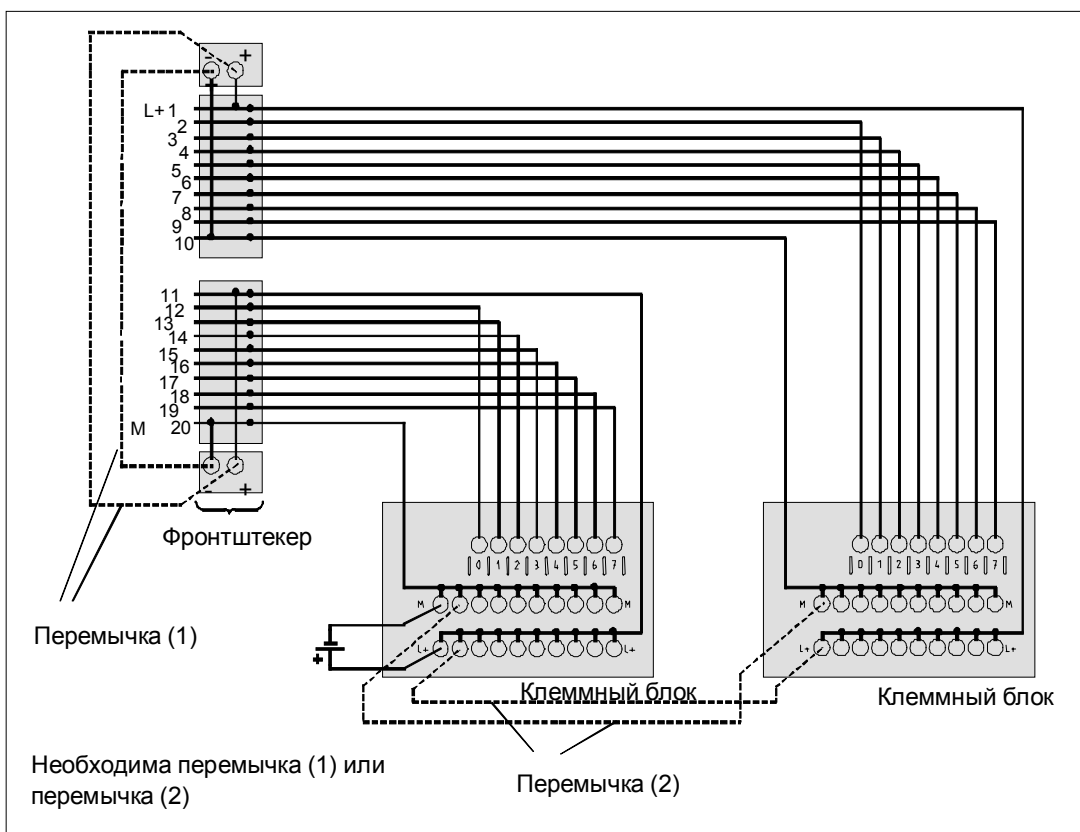 - +
L+ 1
2
3
4
5
6
7
8
9
10
11
12
13
14
15
16
17
18
19
M 20
- +
Фронтштекер
0 1 2 3 4 5 6 7
0 1 2 3 4 5 6 7
M M
M M
Перемычка (1)
+
L+ L+
L+ L+
Клеммный блок
Клеммный блок
Необходима перемычка (1) или
перемычка (2)
Перемычка (2)